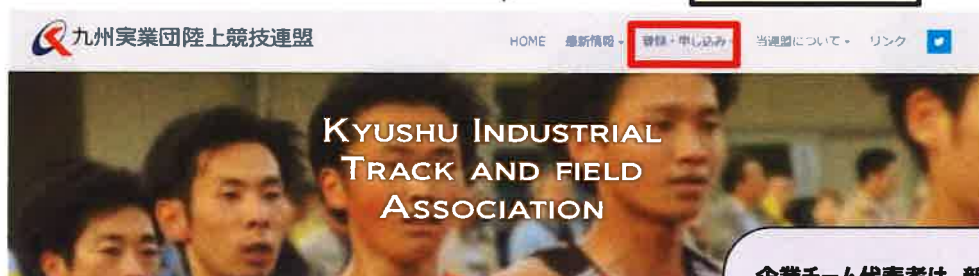 九州実業団陸上競技連盟
HOME 最新情報 登録・申し込み 当連盟について リンク
KYUSHU INDUSTRIAL
TRACK AND FIELD
ASSOCIATION
企業チーム代表者は